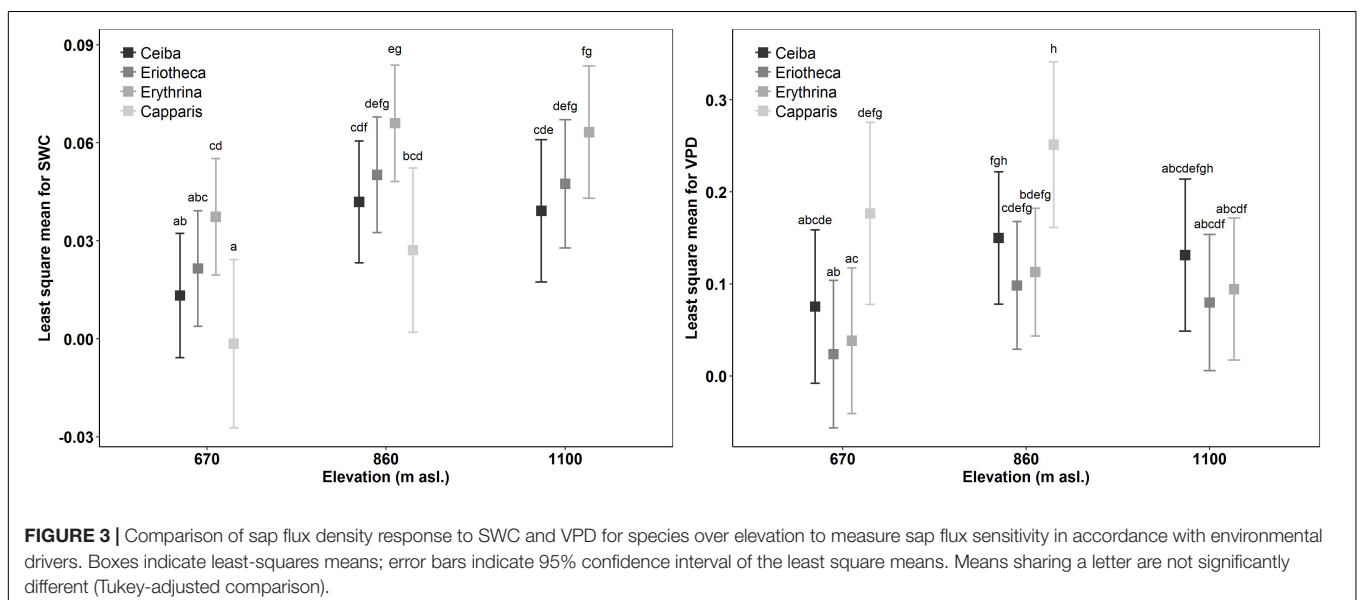 0.09
0.06
0.03
0.00
-0.03
Least square mean for SWC
Ceiba
Eriotheca
Erythrina
Capparis
ab
abc
cd
a
cdf
defg
eg
bcd
cde
defg
fg
670
860
1100
Elevation (m asl.)
0.3
0.2
0.1
0.0
Least square mean for VPD
Ceiba
Eriotheca
Erythrina
Capparis
abcde
ab
ac
defg
fgh
cdefg
bdefg
h
abcdefgh
abcdf
abcdf
670
860
1100
Elevation (m asl.)
FIGURE 3 | Comparison of sap flux density response to SWC and VPD for species over elevation to measure sap flux sensitivity in accordance with environmental
drivers. Boxes indicate least-squares means; error bars indicate 95% confidence interval of the least square means. Means sharing a letter are not significantly
different (Tukey-adjusted comparison).